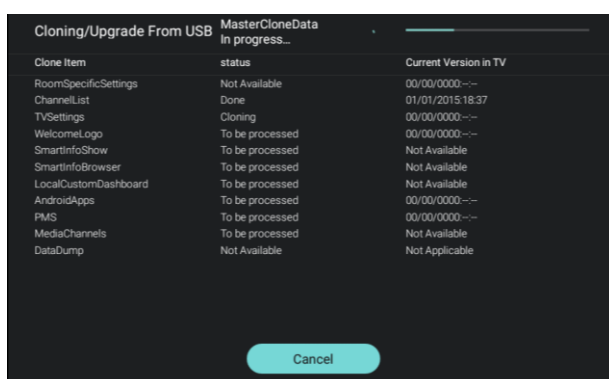 Cloning/Upgrade From USB MasterCloneData
In progress...
Clone Item status Current Version in TV
RoomSpecificSettings Not Available 00/00/0000:--:--
ChannelList Done 01/01/2015:18:37
TVSettings Cloning 00/00/0000:--:--
WelcomeLogo To be processed 00/00/0000:--:--
SmartInfoShow To be processed Not Available
SmartInfoBrowser To be processed Not Available
LocalCustomDashboard To be processed Not Available
AndroidApps To be processed 00/00/0000:--:--
PMS To be processed 00/00/0000:--:--
MediaChannels To be processed Not Available
DataDump Not Available Not Applicable
Cancel